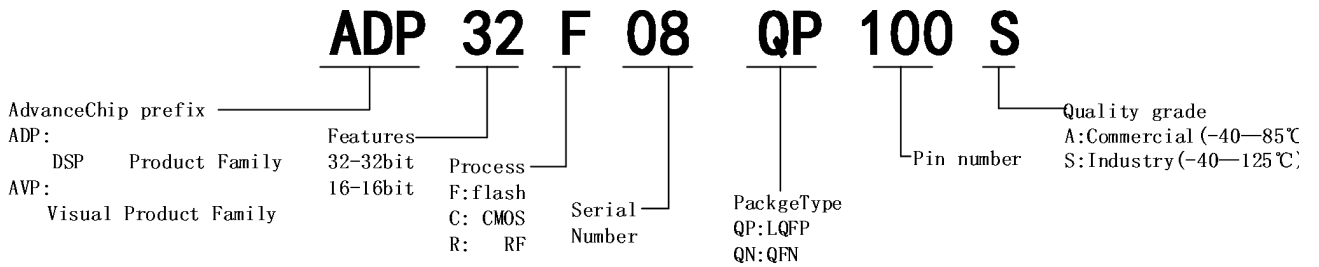 ADP 32 F 08 QP 100 S
AdvanceChip prefix
ADP:
DSP Product Family
AVP:
Visual Product Family
Features
32-32bit
16-16bit
Process
F:flash
C: CMOS
R: RF
Serial
Number
PackgeType
QP:LQFP
QN:QFN
Pin number
Quality grade
A:Commercial(-40—85℃
S:Industry(-40—125℃)